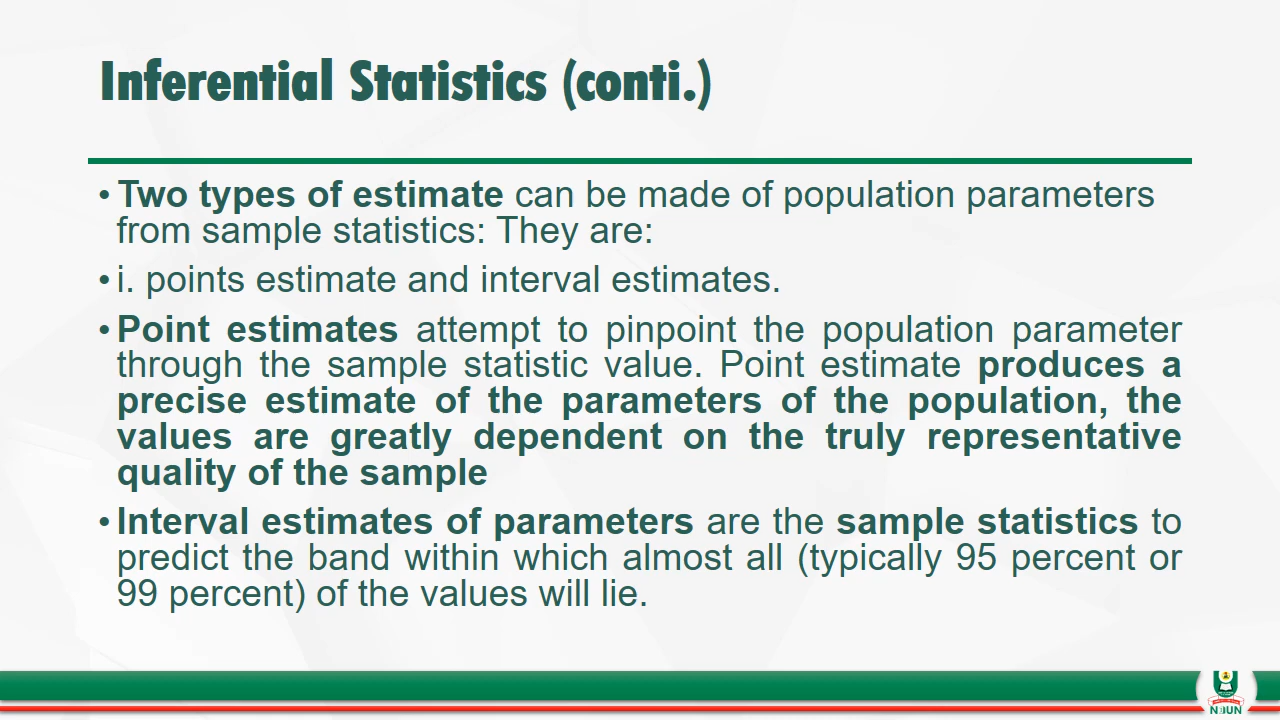 Inferential Statistics (conti.)
• Two types of estimate can be made of population parameters
from sample statistics: They are:
• i. points estimate and interval estimates.
• Point estimates attempt to pinpoint the population parameter
through the sample statistic value. Point estimate produces a
precise estimate of the parameters of the population, the
values are greatly dependent on the truly representative
quality of the sample
• Interval estimates of parameters are the sample statistics to
predict the band within which almost all (typically 95 percent or
99 percent) of the values will lie.
NOUN